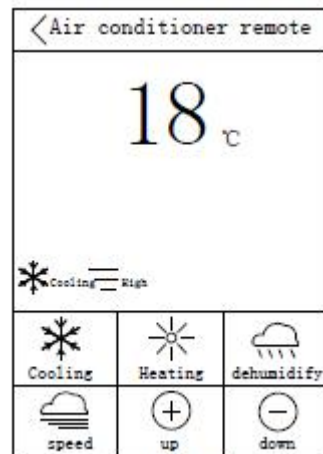 Air conditioner remote
18 ℃
Cooling High
Cooling Heating dehumidify
speed up down